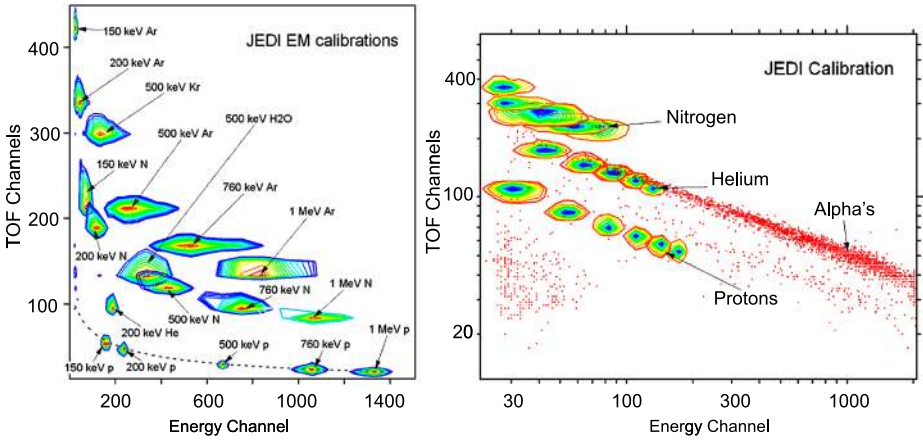 JEDI EM calibrations
TOF Channels
400
300
200
100
150 keV Ar
200 keV Ar
500 keV Kr
500 keV H2O
500 keV Ar
150 keV N
760 keV Ar
1 MeV Ar
200 keV N
500 keV N
760 keV N
1 MeV N
200 keV He
150 keV p
200 keV p
500 keV p
760 keV p
1 MeV p
200
600
1000
1400
Energy Channel
JEDI Calibration
TOF Channels
400
100
20
Nitrogen
Helium
Alpha's
Protons
30
100
300
1000
Energy Channel